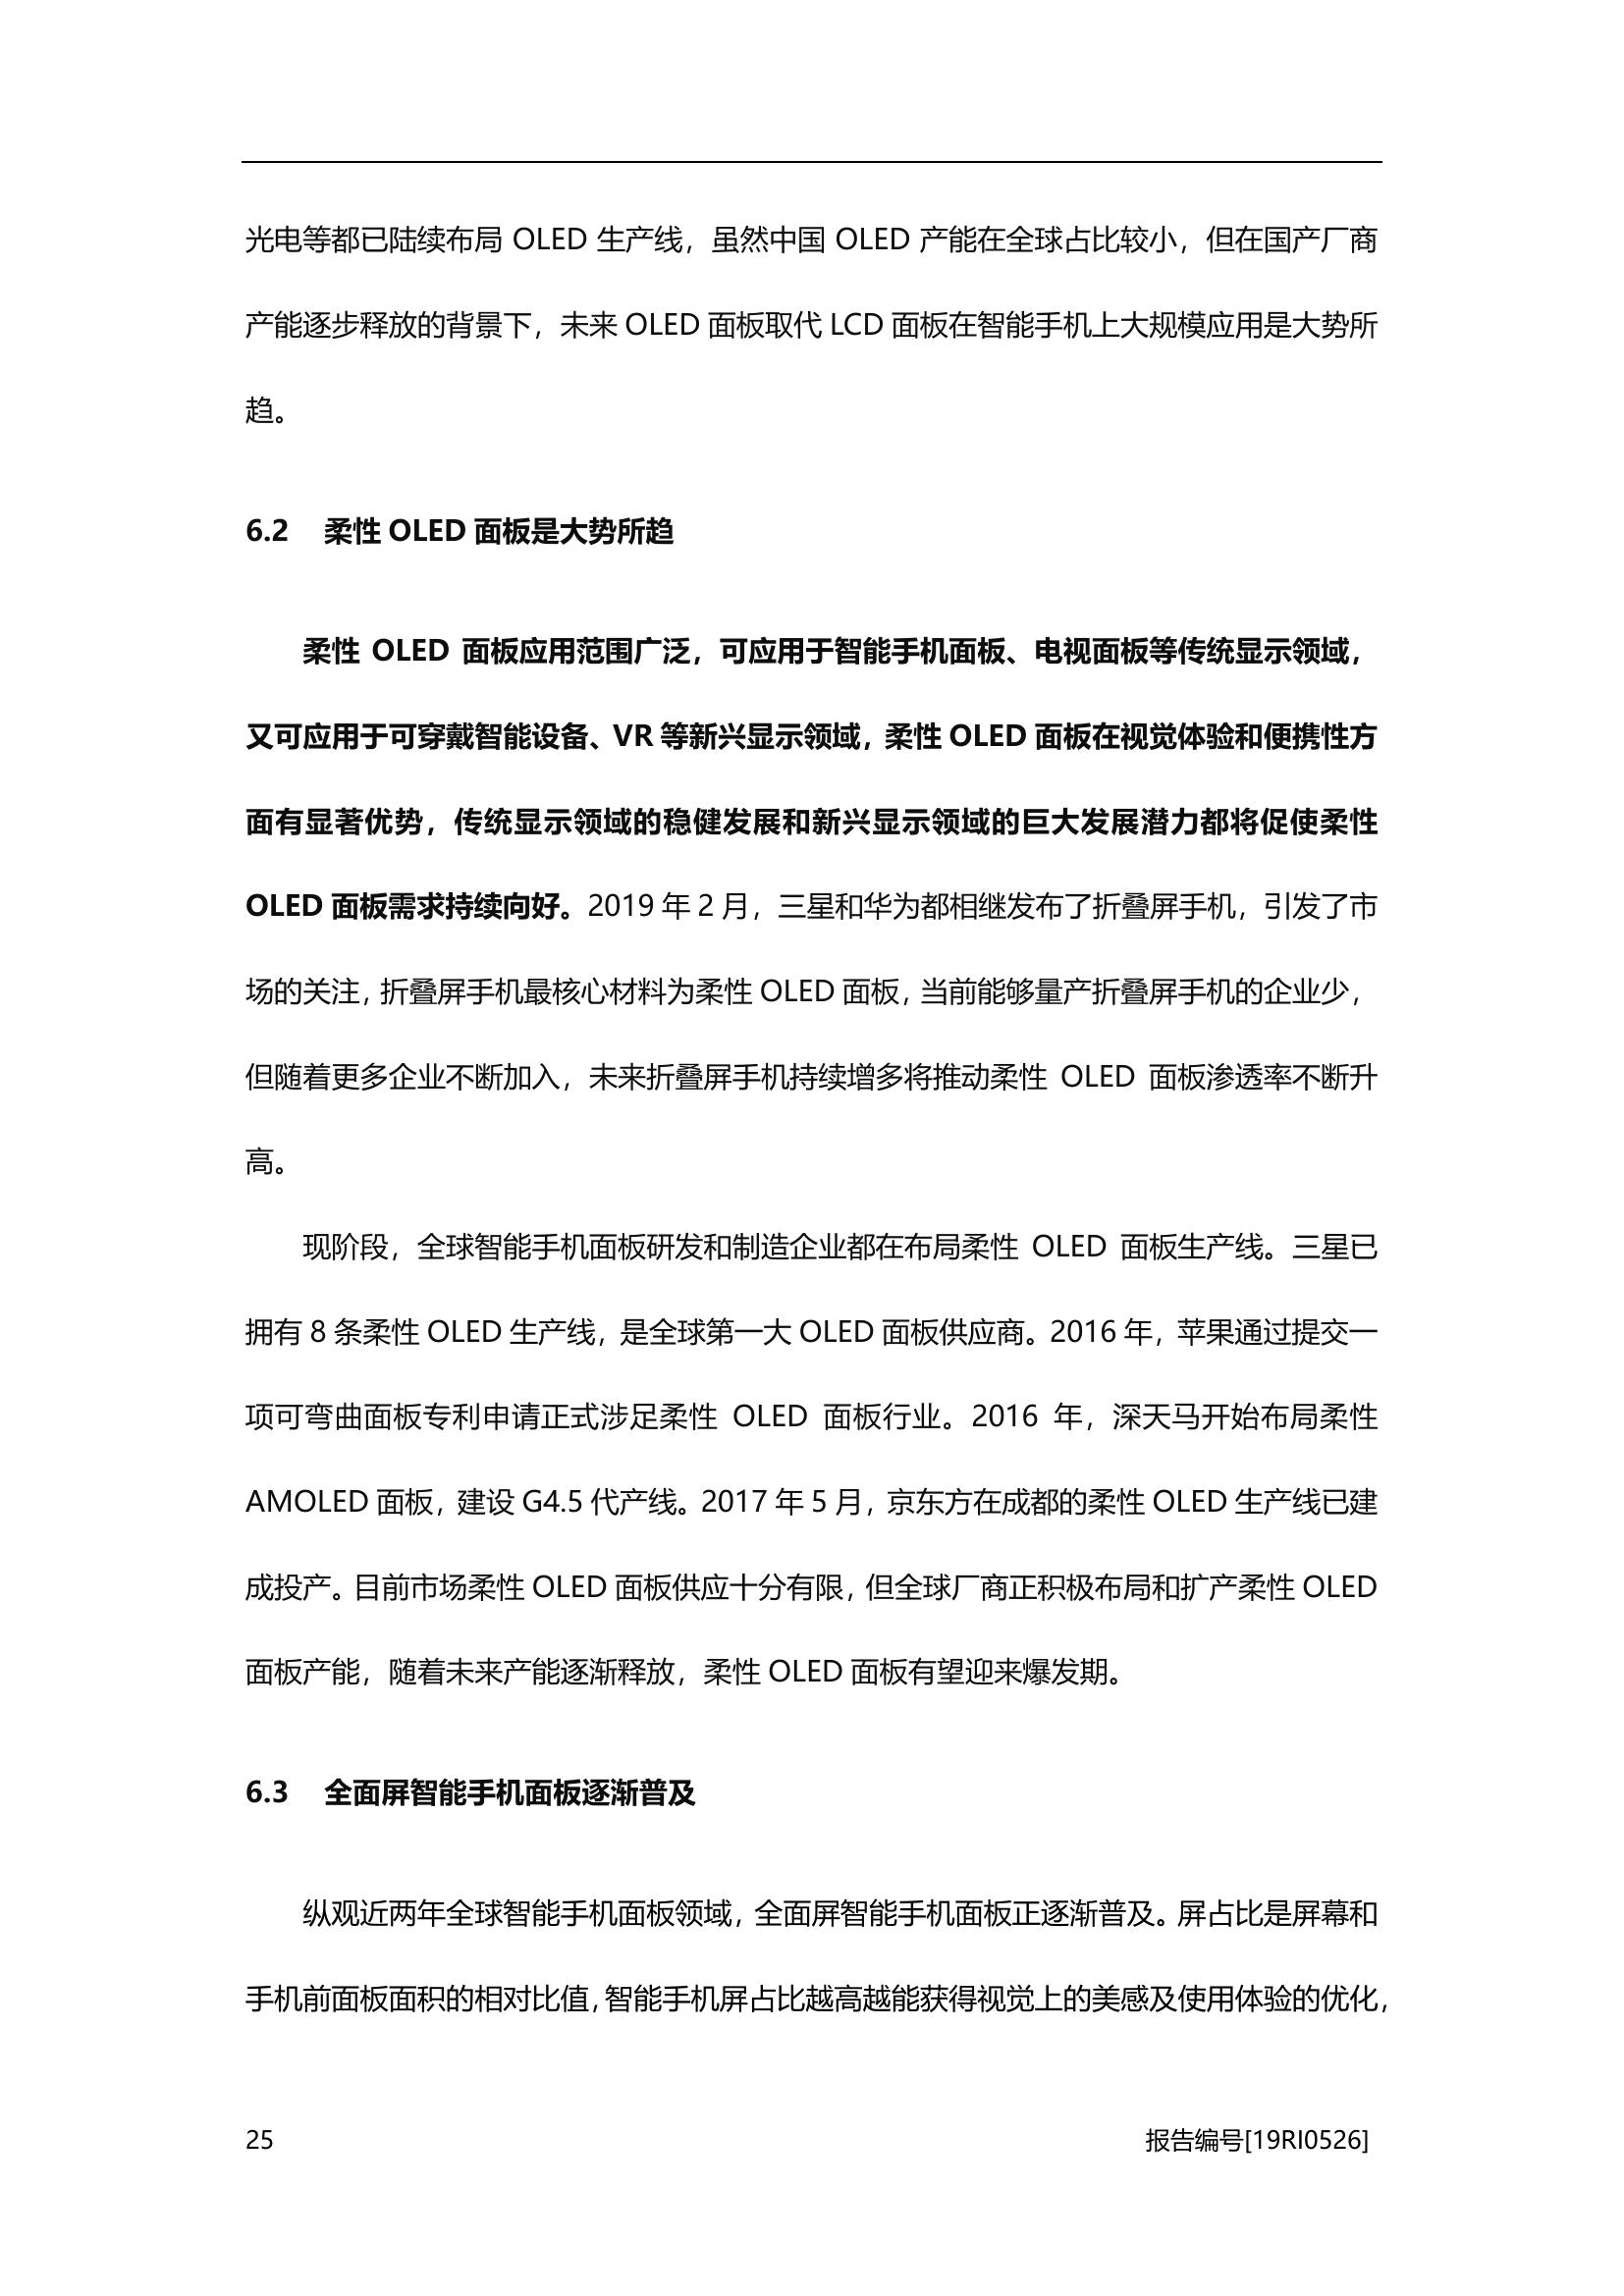 光电等都已陆续布局 OLED 生产线，虽然中国 OLED 产能在全球占比较小，但在国产厂商
产能逐步释放的背景下，未来 OLED 面板取代 LCD 面板在智能手机上大规模应用是大势所
趋。
6.2 柔性 OLED 面板是大势所趋
柔性 OLED 面板应用范围广泛，可应用于智能手机面板、电视面板等传统显示领域，
又可应用于可穿戴智能设备、VR 等新兴显示领域，柔性 OLED 面板在视觉体验和便携性方
面有显著优势，传统显示领域的稳健发展和新兴显示领域的巨大发展潜力都将促使柔性
OLED 面板需求持续向好。2019 年 2 月，三星和华为都相继发布了折叠屏手机，引发了市
场的关注，折叠屏手机最核心材料为柔性 OLED 面板，当前能够量产折叠屏手机的企业少，
但随着更多企业不断加入，未来折叠屏手机持续增多将推动柔性 OLED 面板渗透率不断升
高。
现阶段，全球智能手机面板研发和制造企业都在布局柔性 OLED 面板生产线。三星已
拥有 8 条柔性 OLED 生产线，是全球第一大 OLED 面板供应商。2016 年，苹果通过提交一
项可弯曲面板专利申请正式涉足柔性 OLED 面板行业。2016 年，深天马开始布局柔性
AMOLED 面板，建设 G4.5 代产线。2017 年 5 月，京东方在成都的柔性 OLED 生产线已建
成投产。目前市场柔性 OLED 面板供应十分有限，但全球厂商正积极布局和扩产柔性 OLED
面板产能，随着未来产能逐渐释放，柔性 OLED 面板有望迎来爆发期。
6.3 全面屏智能手机面板逐渐普及
纵观近两年全球智能手机面板领域，全面屏智能手机面板正逐渐普及。屏占比是屏幕和
手机前面板面积的相对比值，智能手机屏占比越高越能获得视觉上的美感及使用体验的优化，
25 报告编号[19RI0526]